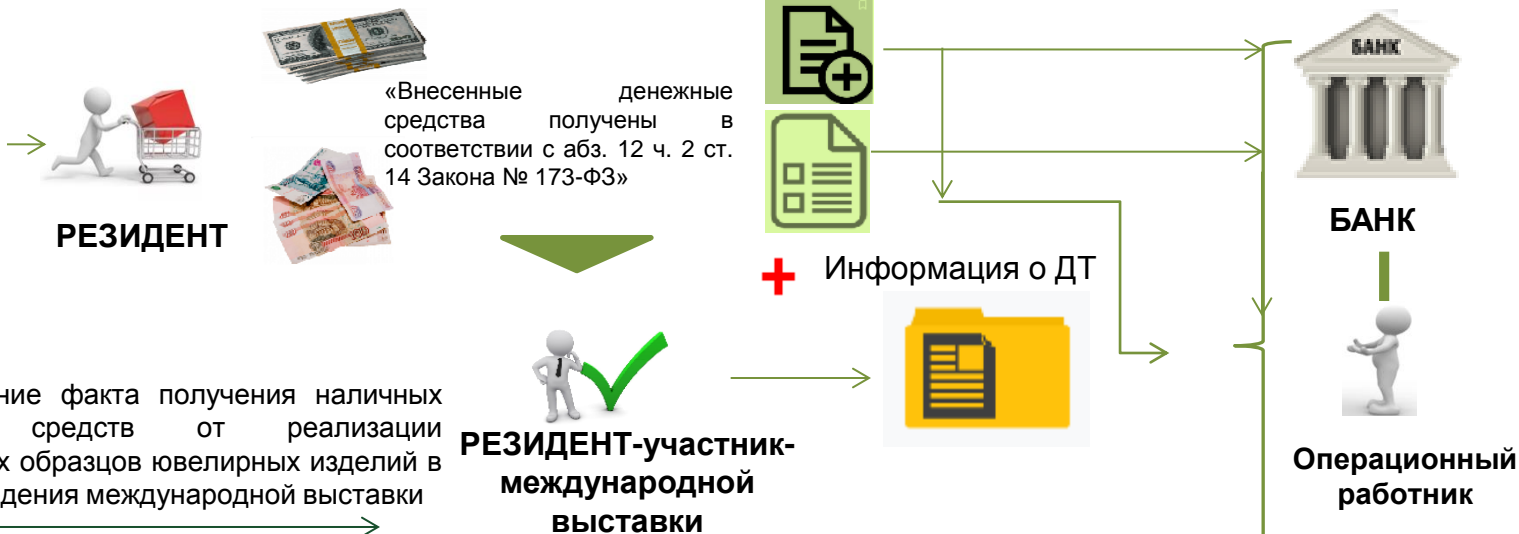 БАНК
«Внесенные денежные
средства получены в
соответствии с абз. 12 ч. 2 ст.
14 Закона № 173-ФЗ»
РЕЗИДЕНТ
БАНК
Информация о ДТ
ние факта получения наличных
средств от реализации
х образцов ювелирных изделий в
дения международной выставки
РЕЗИДЕНТ-участник-
международной
выставки
Операционный
работник